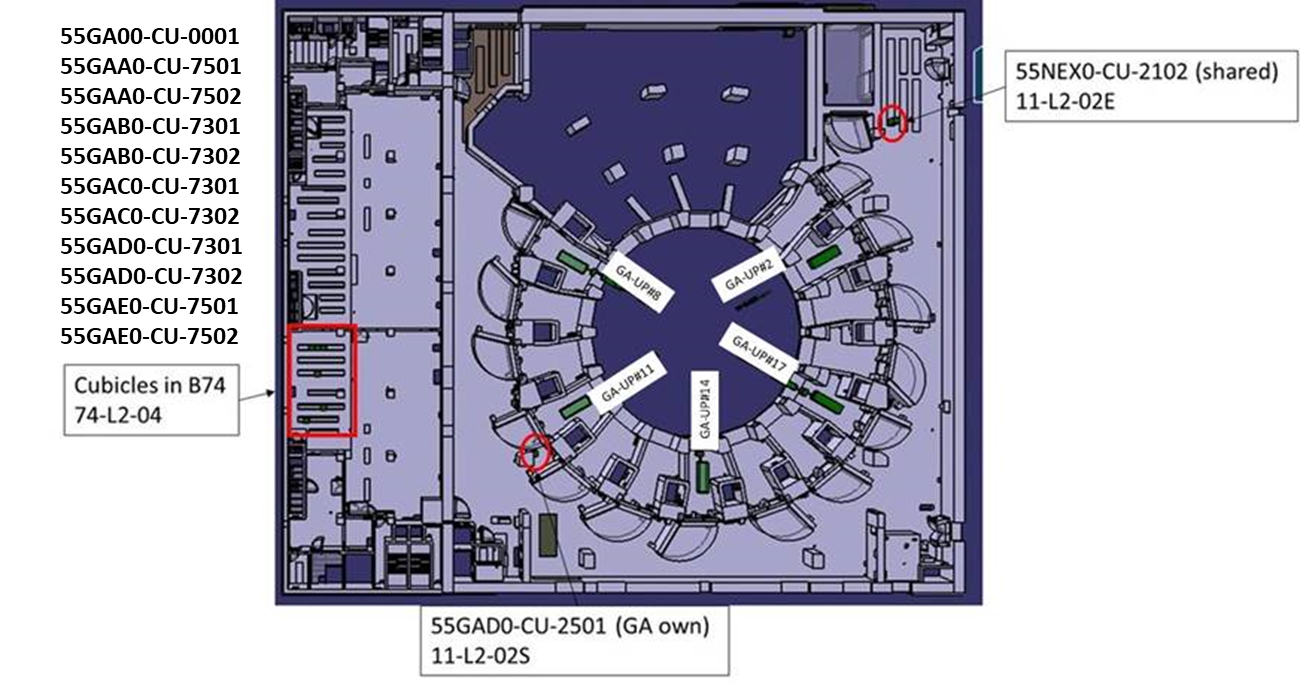 55GA00-CU-0001
55GAA0-CU-7501
55GAA0-CU-7502
55GAB0-CU-7301
55GAB0-CU-7302
55GAC0-CU-7301
55GAC0-CU-7302
55GAD0-CU-7301
55GAD0-CU-7302
55GAE0-CU-7501
55GAE0-CU-7502
Cubicles in B74
74-L2-04
55NEX0-CU-2102 (shared)
11-L2-02E
GA-UP#8
GA-UP#2
GA-UP#17
GA-UP#11
GA-UP#14
55GAD0-CU-2501 (GA own)
11-L2-02S